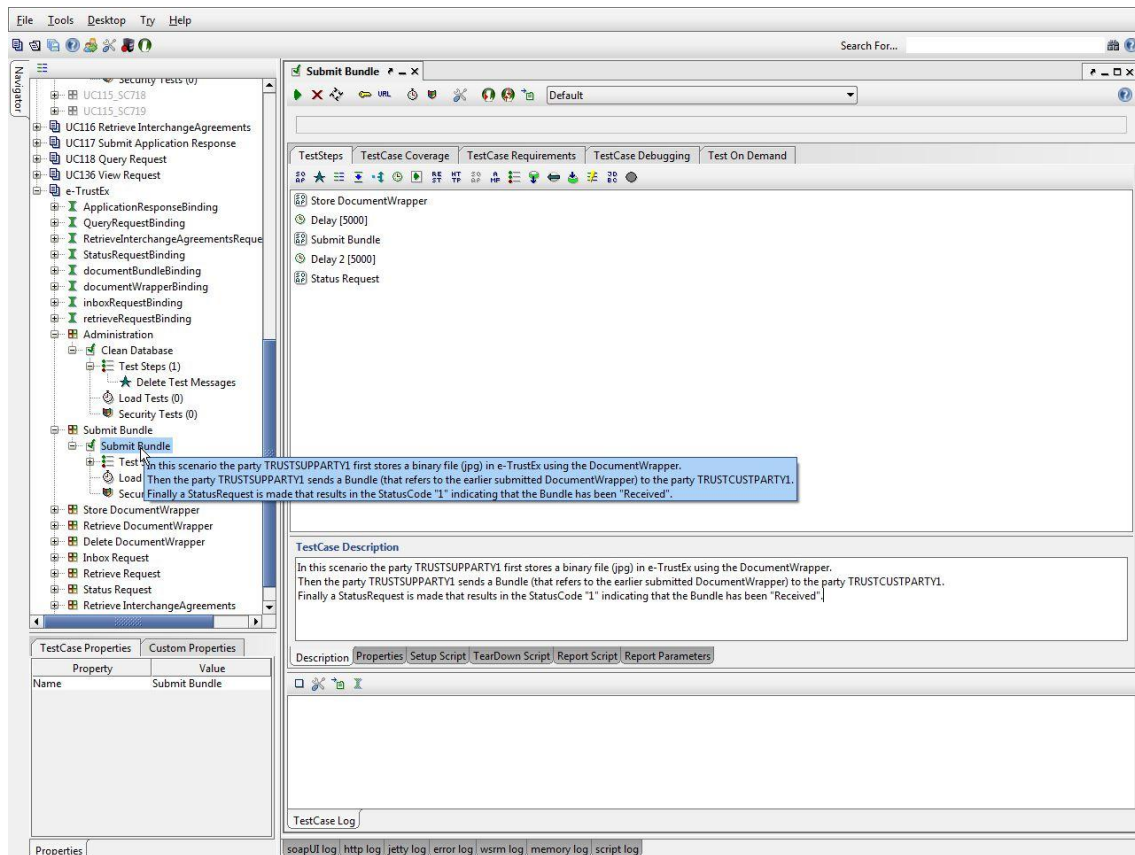 File Tools Desktop Try Help
Search For...
Navigator
Security Tests (0)
UC115_SC718
UC115_SC719
UC116 Retrieve InterchangeAgreements
UC117 Submit Application Response
UC118 Query Request
UC136 View Request
e-TrustEx
ApplicationResponseBinding
QueryRequestBinding
RetrieveInterchangeAgreementsReque
StatusRequestBinding
documentBundleBinding
documentWrapperBinding
inboxRequestBinding
retrieveRequestBinding
Administration
Clean Database
Test Steps (1)
Delete Test Messages
Load Tests (0)
Security Tests (0)
Submit Bundle
Submit Bundle
Test
Load
Secur
In this scenario the party TRUSTSUPPARTY1 first stores a binary file (jpg) in e-TrustEx using the DocumentWrapper.
Then the party TRUSTSUPPARTY1 sends a Bundle (that refers to the earlier submitted DocumentWrapper) to the party TRUSTCUSTPARTY1.
Finally a StatusRequest is made that results in the StatusCode "1" indicating that the Bundle has been "Received".
Store DocumentWrapper
Retrieve DocumentWrapper
Delete DocumentWrapper
Inbox Request
Retrieve Request
Status Request
Retrieve InterchangeAgreements
TestCase Properties Custom Properties
Property Value
Name Submit Bundle
Properties
Submit Bundle
URL Default
TestSteps TestCase Coverage TestCase Requirements TestCase Debugging Test On Demand
Store DocumentWrapper
Delay [5000]
Submit Bundle
Delay 2 [5000]
Status Request
TestCase Description
In this scenario the party TRUSTSUPPARTY1 first stores a binary file (jpg) in e-TrustEx using the DocumentWrapper.
Then the party TRUSTSUPPARTY1 sends a Bundle (that refers to the earlier submitted DocumentWrapper) to the party TRUSTCUSTPARTY1.
Finally a StatusRequest is made that results in the StatusCode "1" indicating that the Bundle has been "Received".
Description Properties Setup Script TearDown Script Report Script Report Parameters
TestCase Log
soapUI log http log jetty log error log wsrm log memory log script log